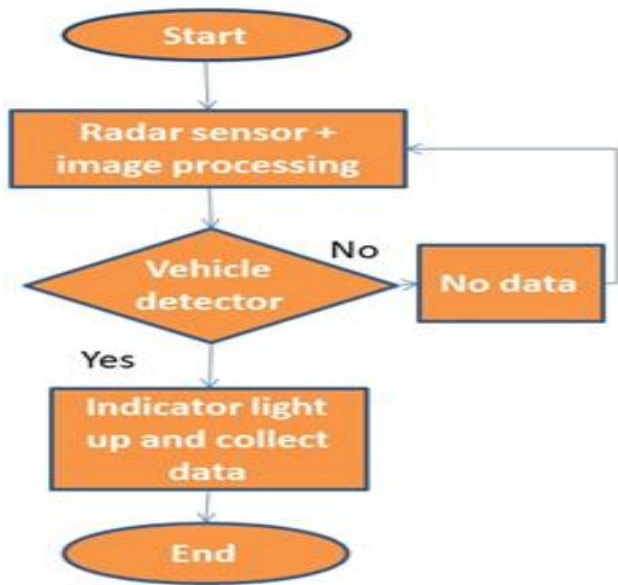 Start
Radar sensor +
image processing
No
Vehicle
detector
No data
Yes
Indicator light
up and collect
data
End